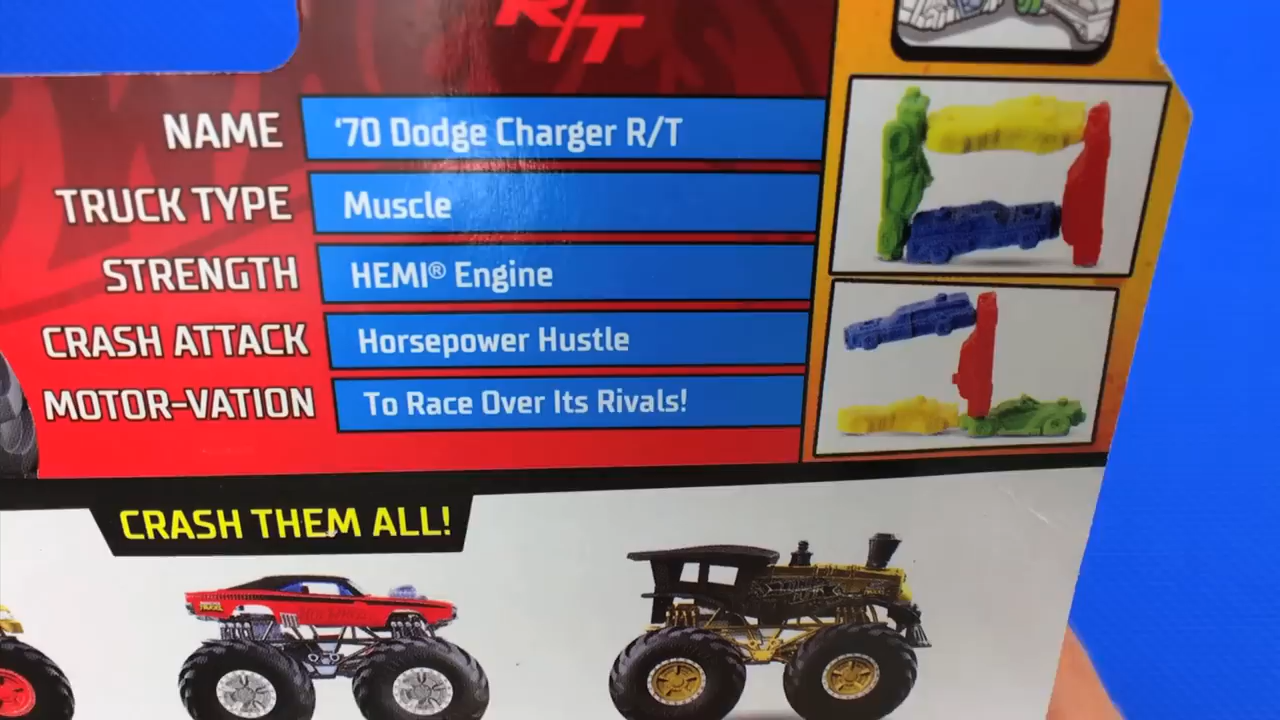 R/T
NAME '70 Dodge Charger R/T
TRUCK TYPE Muscle
STRENGTH HEMI® Engine
CRASH ATTACK Horsepower Hustle
MOTOR-VATION To Race Over Its Rivals!
CRASH THEM ALL!